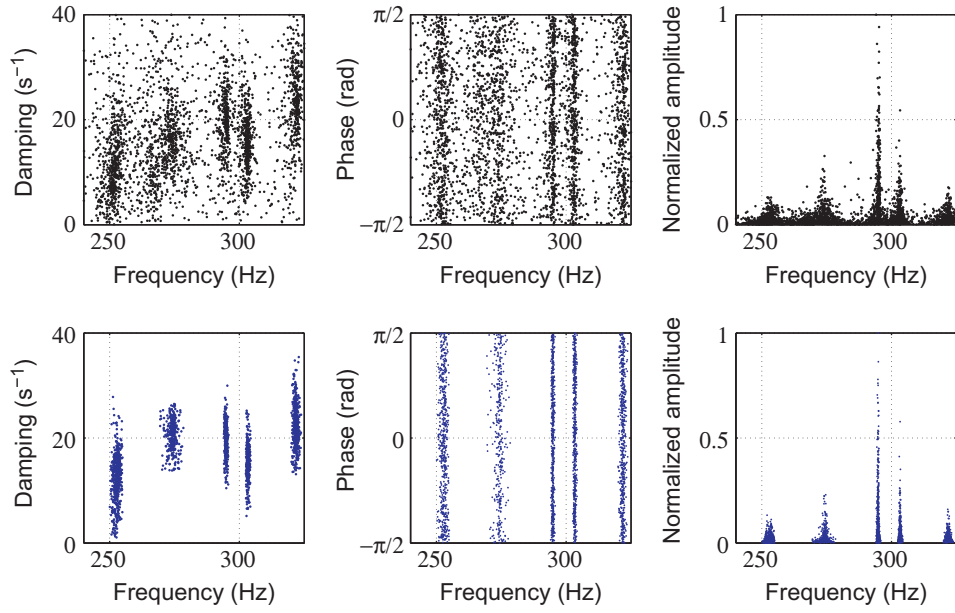 Damping (s⁻¹)
40
20
0
250
300
Frequency (Hz)
Phase (rad)
π/2
0
−π/2
250
300
Frequency (Hz)
Normalized amplitude
1
0.5
0
250
300
Frequency (Hz)
Damping (s⁻¹)
40
20
0
250
300
Frequency (Hz)
Phase (rad)
π/2
0
−π/2
250
300
Frequency (Hz)
Normalized amplitude
1
0.5
0
250
300
Frequency (Hz)